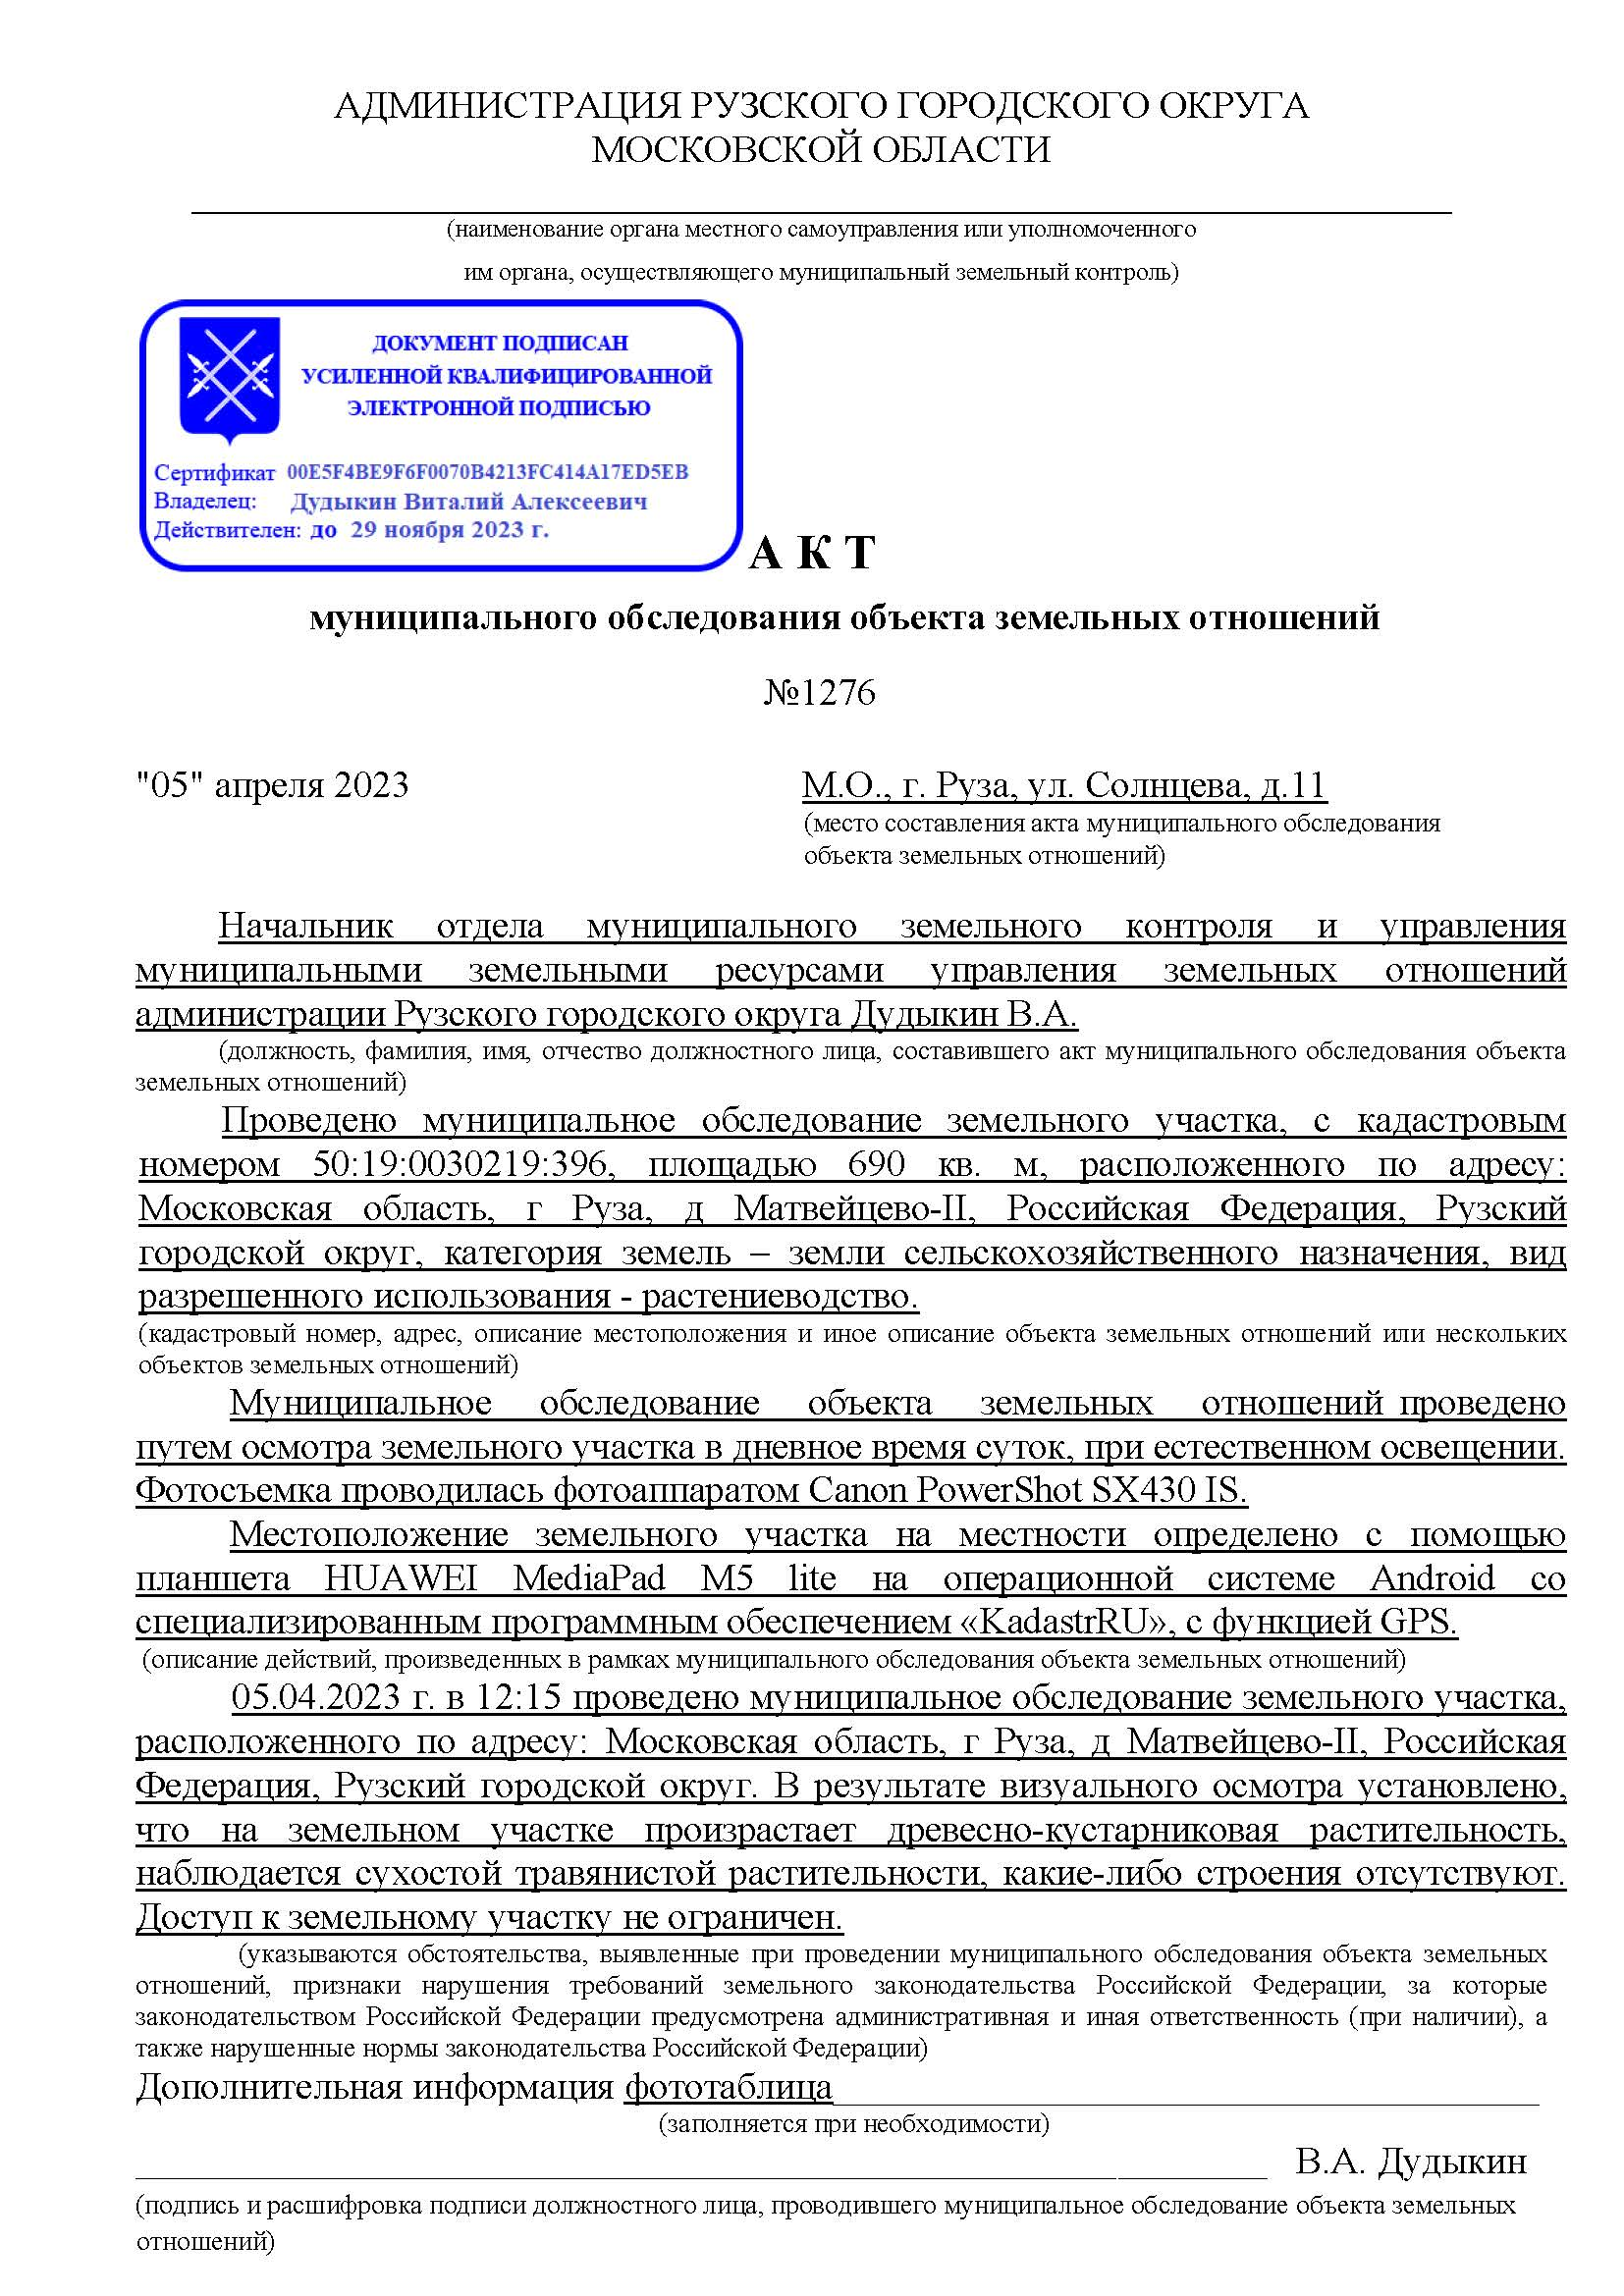 АДМИНИСТРАЦИЯ РУЗСКОГО ГОРОДСКОГО ОКРУГА
МОСКОВСКОЙ ОБЛАСТИ
(наименование органа местного самоуправления или уполномоченного
им органа, осуществляющего муниципальный земельный контроль)
ДОКУМЕНТ ПОДПИСАН
УСИЛЕННОЙ КВАЛИФИЦИРОВАННОЙ
ЭЛЕКТРОННОЙ ПОДПИСЬЮ
Сертификат 00E5F4BE9F6F0070B4213FC414A17ED5EB
Владелец: Дудыкин Виталий Алексеевич
Действителен: до 29 ноября 2023 г.
А К Т
муниципального обследования объекта земельных отношений
№1276
"05" апреля 2023 М.О., г. Руза, ул. Солнцева, д.11
(место составления акта муниципального обследования
объекта земельных отношений)
Начальник отдела муниципального земельного контроля и управления
муниципальными земельными ресурсами управления земельных отношений
администрации Рузского городского округа Дудыкин В.А.
(должность, фамилия, имя, отчество должностного лица, составившего акт муниципального обследования объекта
земельных отношений)
Проведено муниципальное обследование земельного участка, с кадастровым
номером 50:19:0030219:396, площадью 690 кв. м, расположенного по адресу:
Московская область, г Руза, д Матвейцево-II, Российская Федерация, Рузский
городской округ, категория земель – земли сельскохозяйственного назначения, вид
разрешенного использования - растениеводство.
(кадастровый номер, адрес, описание местоположения и иное описание объекта земельных отношений или нескольких
объектов земельных отношений)
Муниципальное обследование объекта земельных отношений проведено
путем осмотра земельного участка в дневное время суток, при естественном освещении.
Фотосъемка проводилась фотоаппаратом Canon PowerShot SX430 IS.
Местоположение земельного участка на местности определено с помощью
планшета HUAWEI MediaPad M5 lite на операционной системе Android со
специализированным программным обеспечением «KadastrRU», с функцией GPS.
(описание действий, произведенных в рамках муниципального обследования объекта земельных отношений)
05.04.2023 г. в 12:15 проведено муниципальное обследование земельного участка,
расположенного по адресу: Московская область, г Руза, д Матвейцево-II, Российская
Федерация, Рузский городской округ. В результате визуального осмотра установлено,
что на земельном участке произрастает древесно-кустарниковая растительность,
наблюдается сухостой травянистой растительности, какие-либо строения отсутствуют.
Доступ к земельному участку не ограничен.
(указываются обстоятельства, выявленные при проведении муниципального обследования объекта земельных
отношений, признаки нарушения требований земельного законодательства Российской Федерации, за которые
законодательством Российской Федерации предусмотрена административная и иная ответственность (при наличии), а
также нарушенные нормы законодательства Российской Федерации)
Дополнительная информация фототаблица
(заполняется при необходимости)
В.А. Дудыкин
(подпись и расшифровка подписи должностного лица, проводившего муниципальное обследование объекта земельных
отношений)